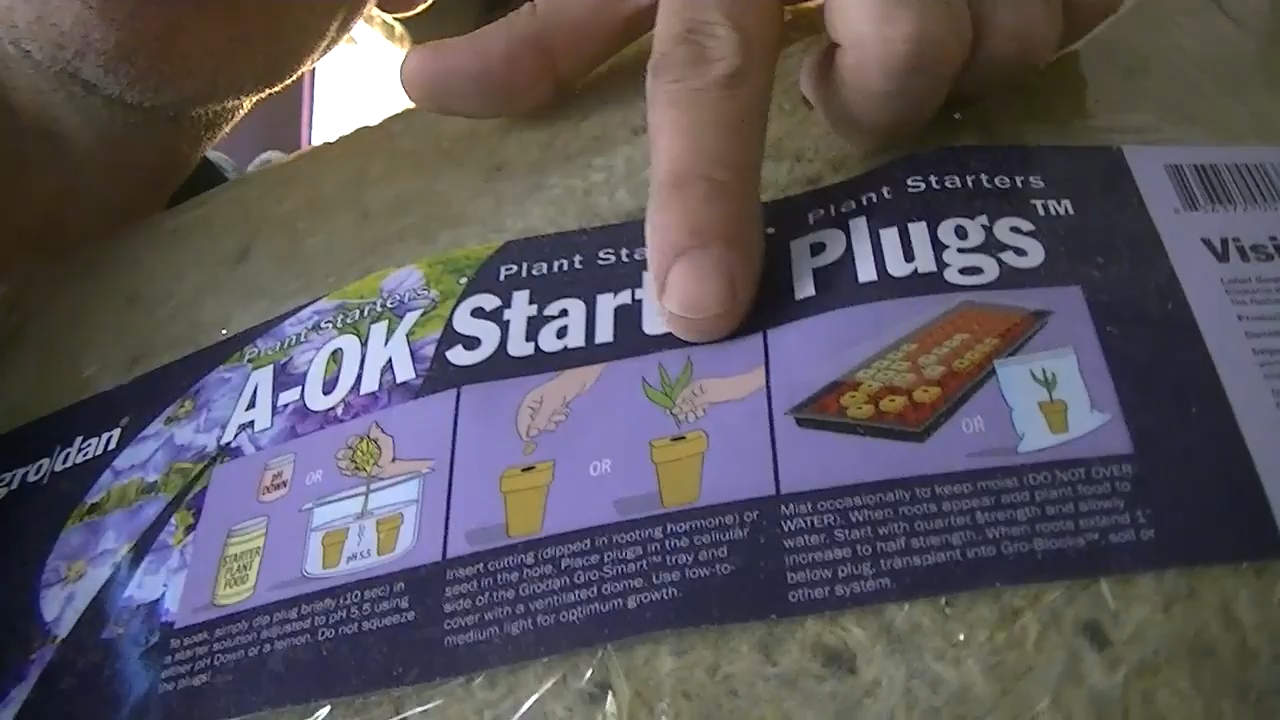 gro/dan®
Plant Starters
A-OK
Plant Sta
Start
Plant Starters
Plugs™
pH
DOWN
OR
STARTER
PLANT
FOOD
pH 5.5
To soak, simply dip plug briefly (10 sec) in
a starter solution adjusted to pH 5.5 using
either pH Down or a lemon. Do not squeeze
the plugs!
OR
Insert cutting (dipped in rooting hormone) or
seed in the hole. Place plugs in the cellular
side of the Grodan Gro-Smart™ tray and
cover with a ventilated dome. Use low-to-
medium light for optimum growth.
OR
Mist occasionally to keep moist (DO NOT OVER
WATER). When roots appear add plant food to
water. Start with quarter strength and slowly
increase to half strength. When roots extend 1"
below plug, transplant into Gro-Blocks™, soil or
other system.
Visi